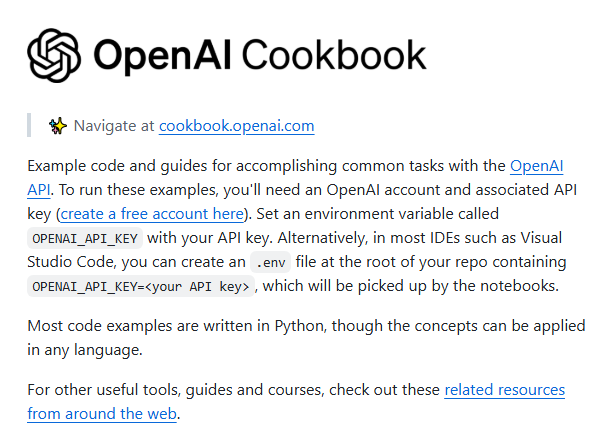 OpenAI Cookbook
✨ Navigate at cookbook.openai.com
Example code and guides for accomplishing common tasks with the OpenAI
API. To run these examples, you'll need an OpenAI account and associated API
key (create a free account here). Set an environment variable called
OPENAI_API_KEY with your API key. Alternatively, in most IDEs such as Visual
Studio Code, you can create an .env file at the root of your repo containing
OPENAI_API_KEY=<your API key>, which will be picked up by the notebooks.
Most code examples are written in Python, though the concepts can be applied
in any language.
For other useful tools, guides and courses, check out these related resources
from around the web.